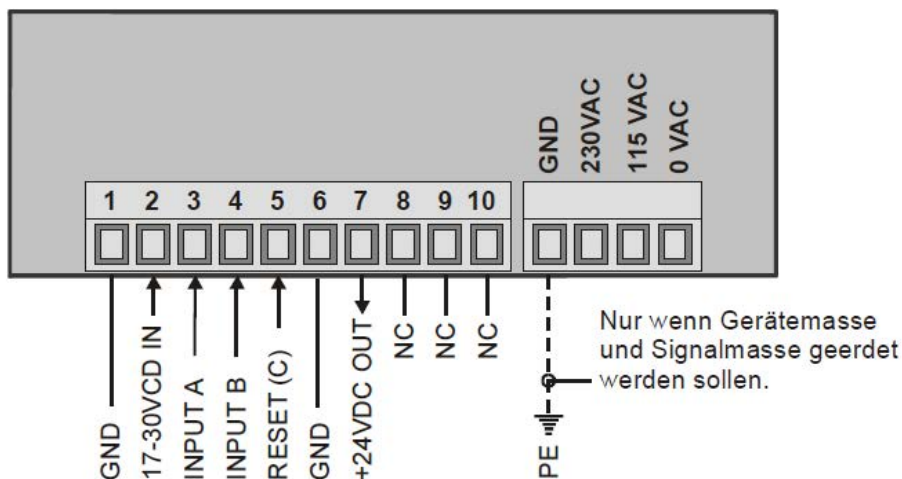 GND
230VAC
115 VAC
0 VAC
1 2 3 4 5 6 7 8 9 10
GND
17-30VCD IN
INPUT A
INPUT B
RESET (C)
GND
+24VDC OUT
NC
NC
NC
PE
Nur wenn Gerätemasse
und Signalmasse geerdet
werden sollen.